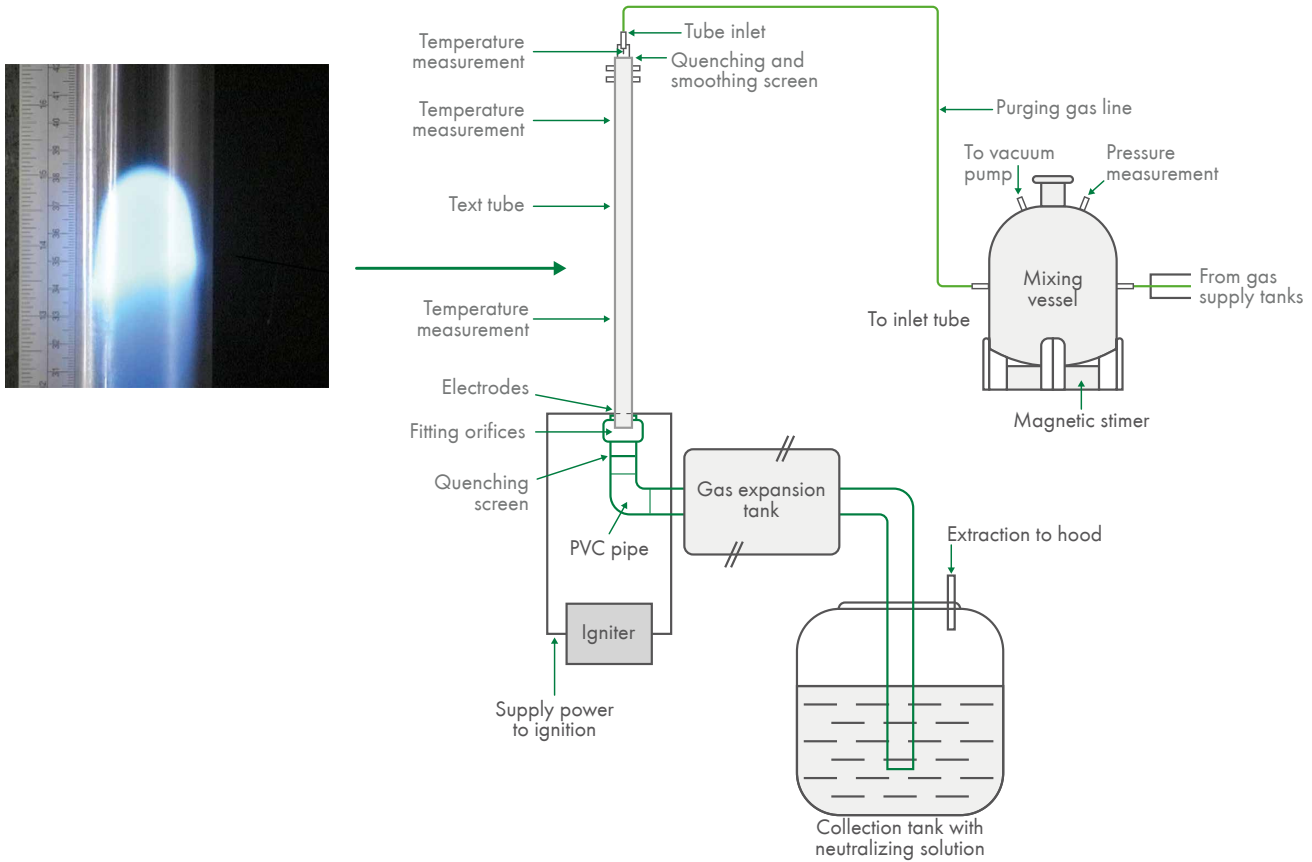 Tube inlet
Temperature
measurement
Quenching and
smoothing screen
Temperature
measurement
Purging gas line
To vacuum
pump
Pressure
measurement
Text tube
Mixing
vessel
From gas
supply tanks
To inlet tube
Temperature
measurement
Electrodes
Magnetic stimer
Fitting orifices
Quenching
screen
Gas expansion
tank
PVC pipe
Extraction to hood
Igniter
Supply power
to ignition
Collection tank with
neutralizing solution